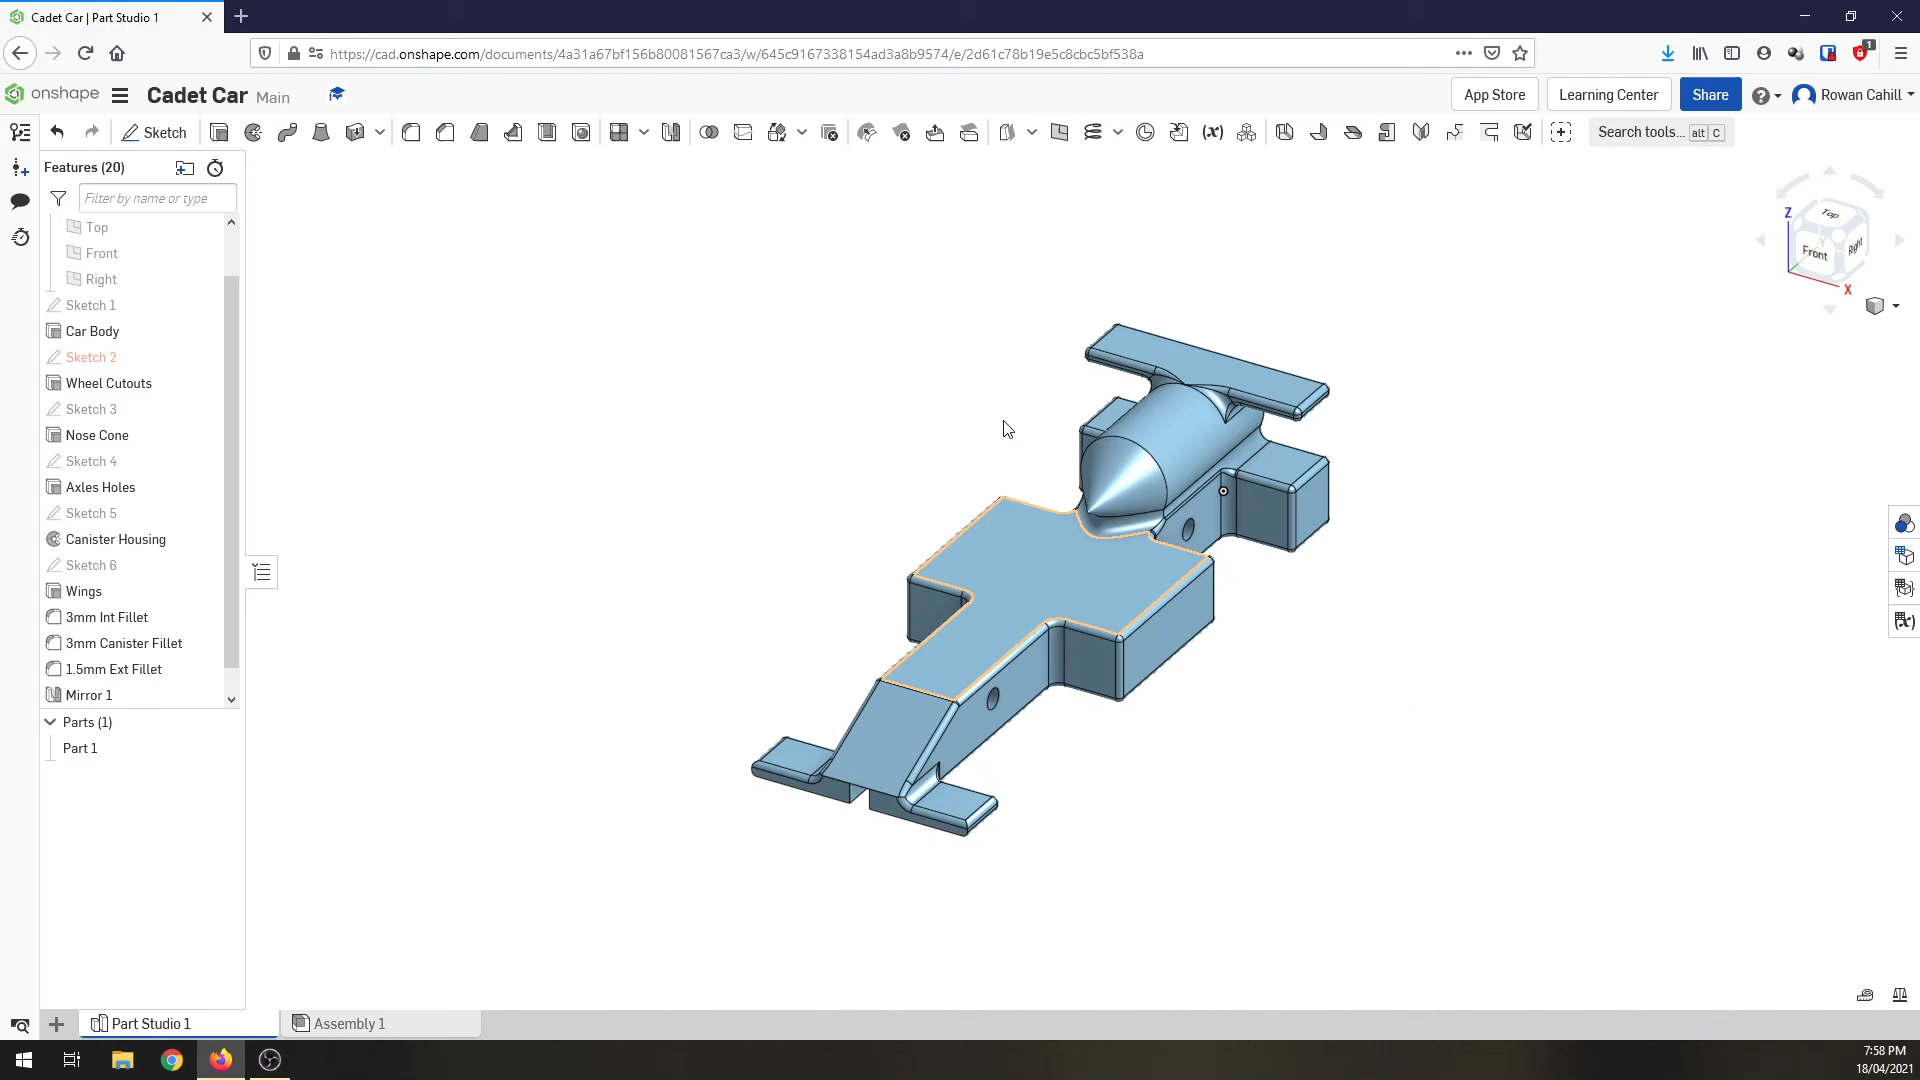 Cadet Car | Part Studio 1
https://cad.onshape.com/documents/4a31a67bf156b80081567ca3/w/645c9167338154ad3a8b9574/e/2d61c78b19e5c8cbc5bf538a
1
onshape
Cadet Car Main
App Store
Learning Center
Share
Rowan Cahill
Sketch
(x)
Search tools... alt C
Features (20)
Filter by name or type
Top
Front
Right
Sketch 1
Car Body
Sketch 2
Wheel Cutouts
Sketch 3
Nose Cone
Sketch 4
Axles Holes
Sketch 5
Canister Housing
Sketch 6
Wings
3mm Int Fillet
3mm Canister Fillet
1.5mm Ext Fillet
Mirror 1
Parts (1)
Part 1
Z
Top
Y
Front
Right
X
(x)
Part Studio 1
Assembly 1
7:58 PM
18/04/2021